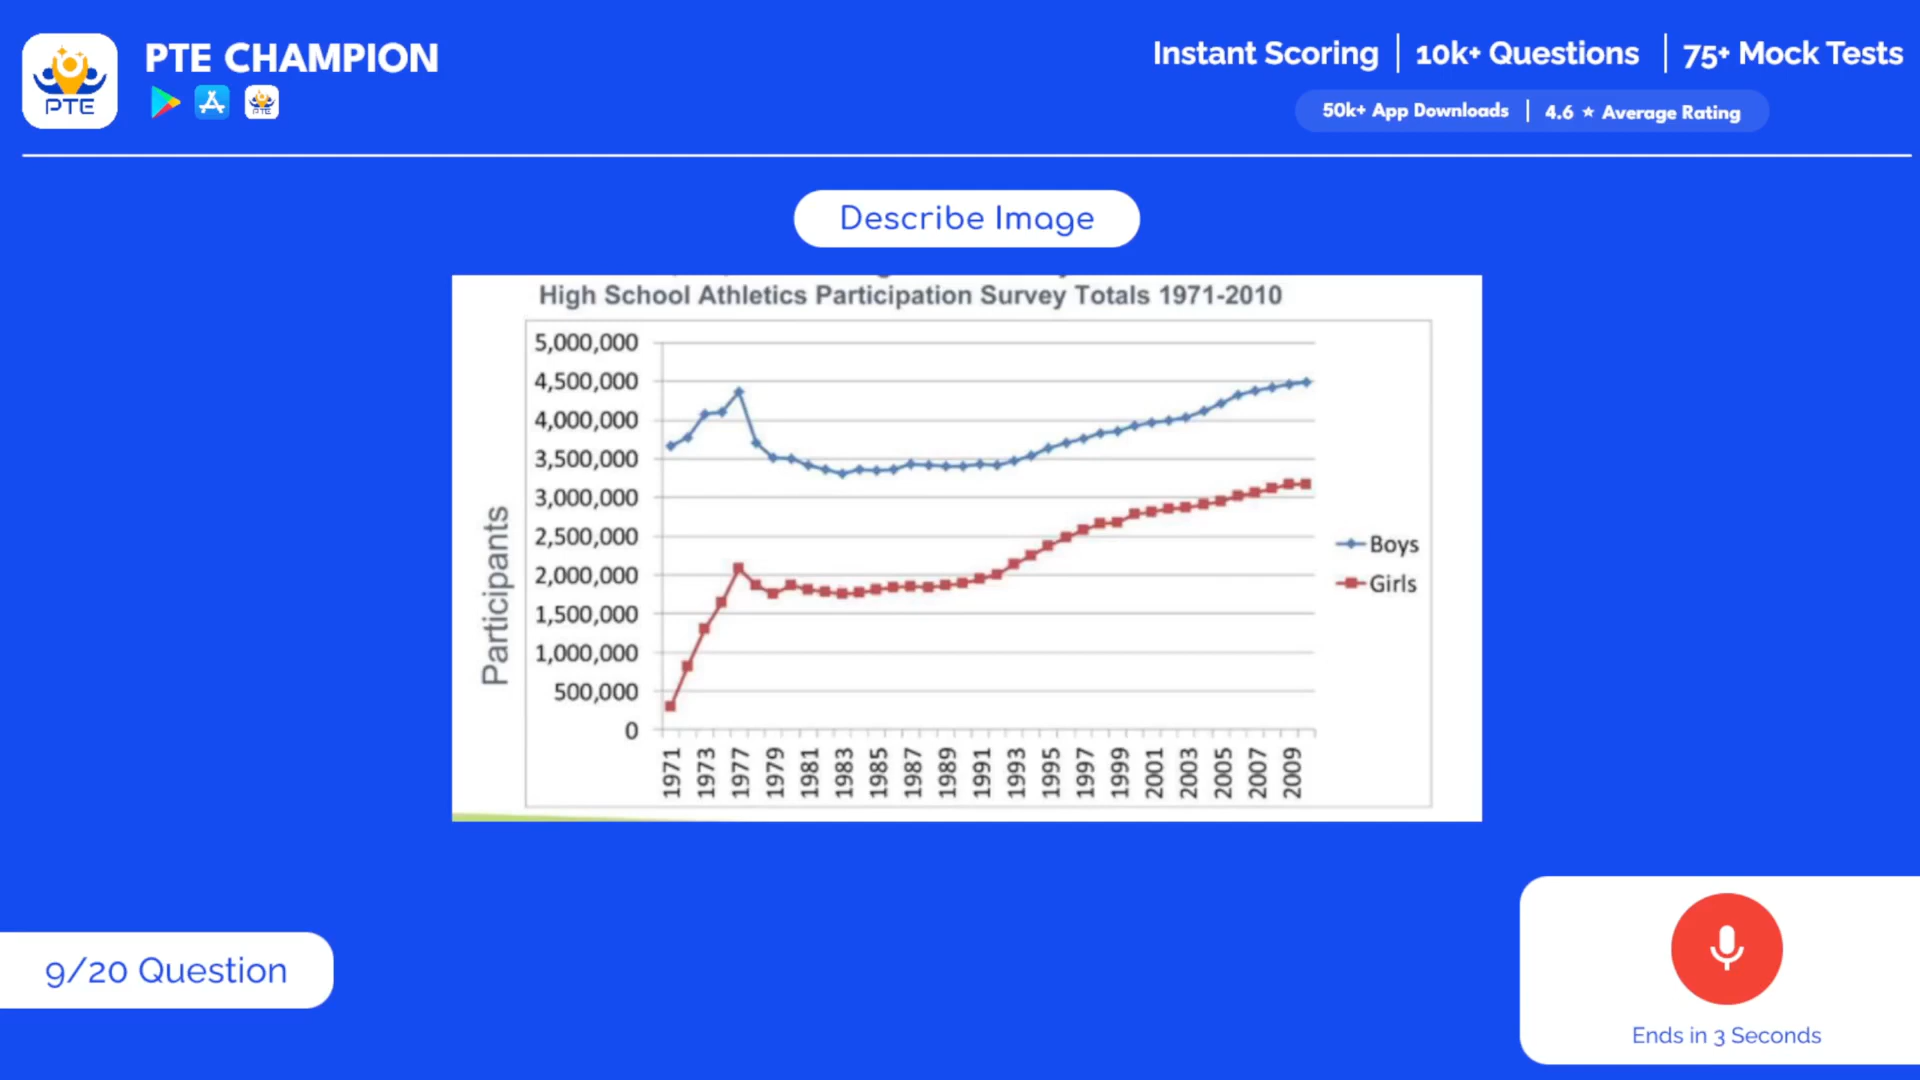 PTE
PTE CHAMPION
PTE
Instant Scoring | 10k+ Questions | 75+ Mock Tests
50k+ App Downloads | 4.6 ★ Average Rating
Describe Image
High School Athletics Participation Survey Totals 1971-2010
5,000,000
4,500,000
4,000,000
3,500,000
3,000,000
2,500,000
2,000,000
1,500,000
1,000,000
500,000
0
Participants
1971 1973 1977 1979 1981 1983 1985 1987 1989 1991 1993 1995 1997 1999 2001 2003 2005 2007 2009
Boys
Girls
9/20 Question
Ends in 3 Seconds